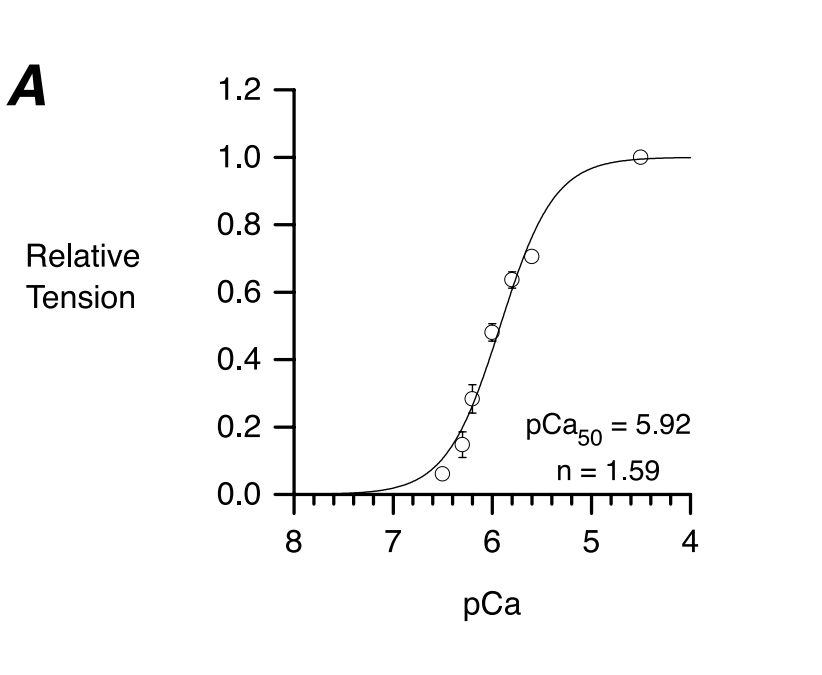 A
1.2
1.0
0.8
0.6
0.4
0.2
0.0
Relative
Tension
pCa50 = 5.92
n = 1.59
8 7 6 5 4
pCa